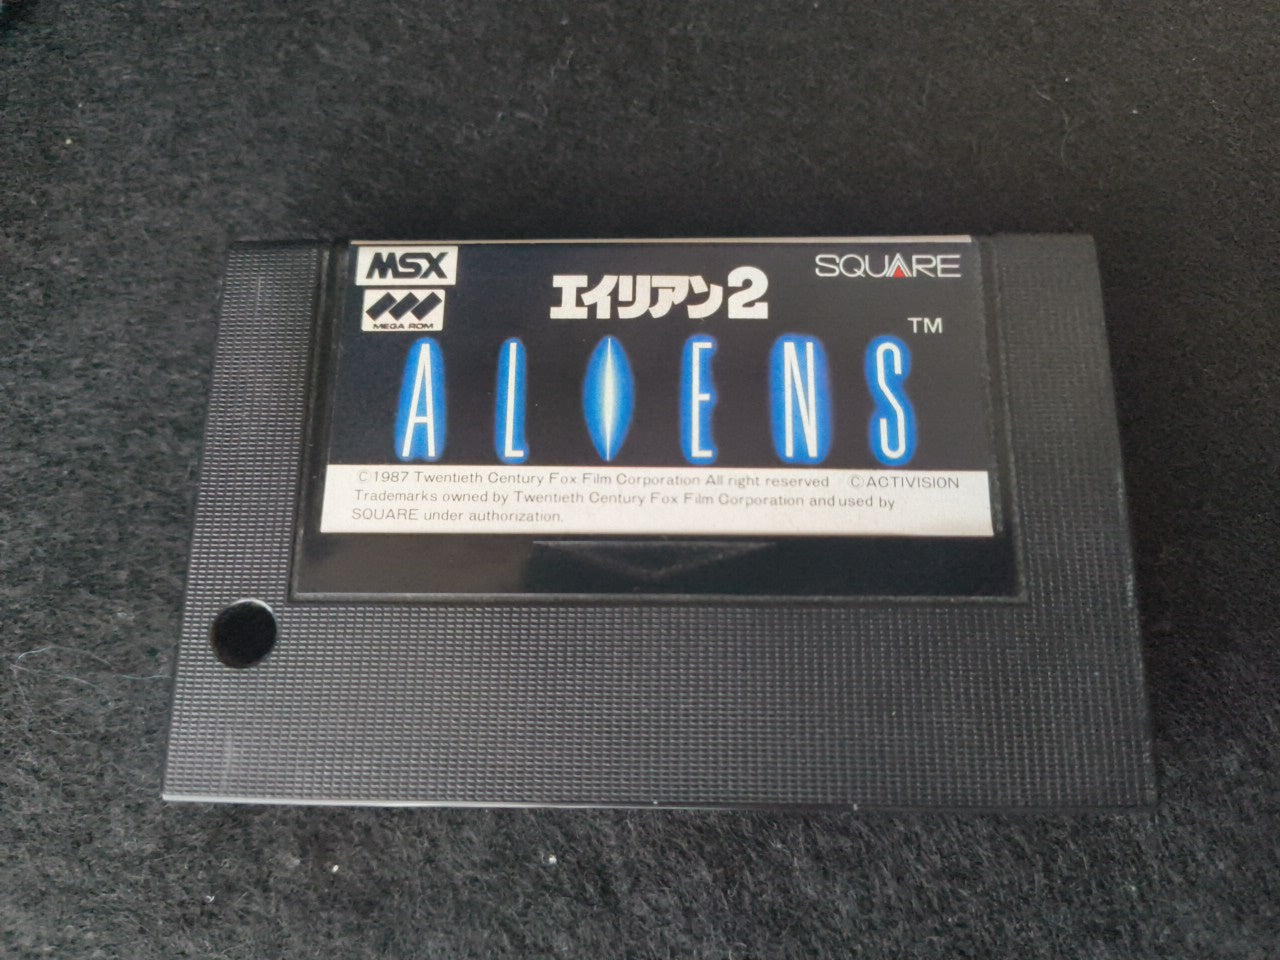 MSX
MEGA ROM
エイリアン2
SQUARE
TM
ALIENS
©1987 Twentieth Century Fox Film Corporation All right reserved ©ACTIVISION
Trademarks owned by Twentieth Century Fox Film Corporation and used by
SQUARE under authorization.